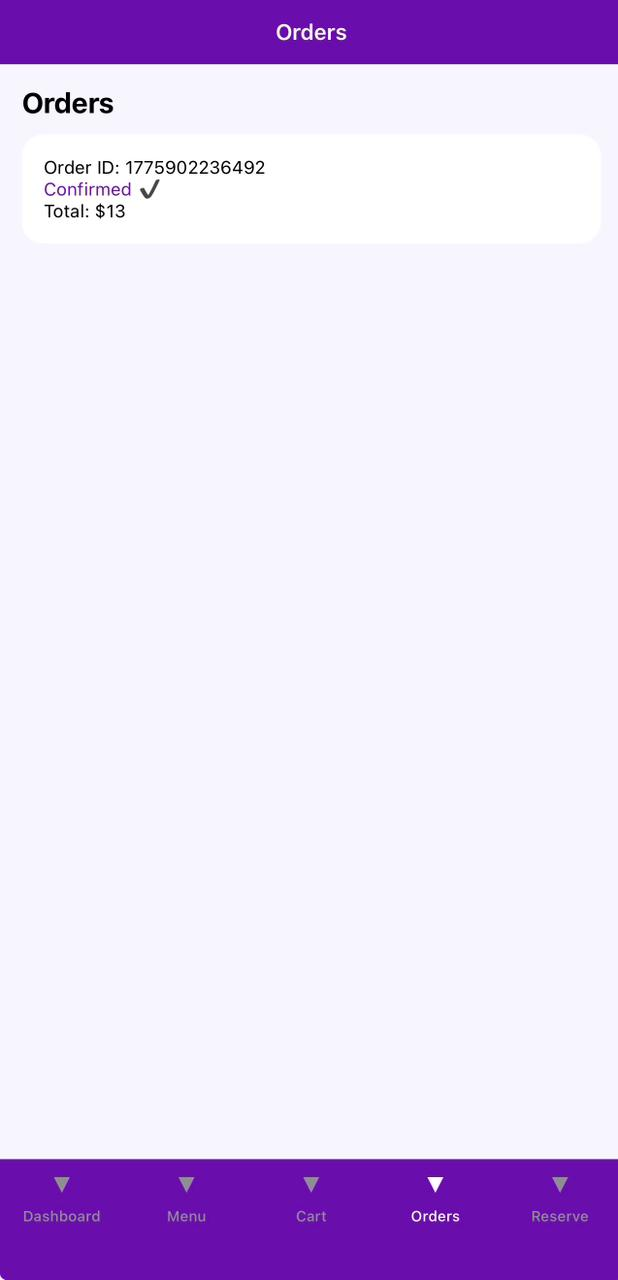 Orders
Orders
Order ID: 1775902236492
Confirmed ✔
Total: $13
Dashboard
Menu
Cart
Orders
Reserve